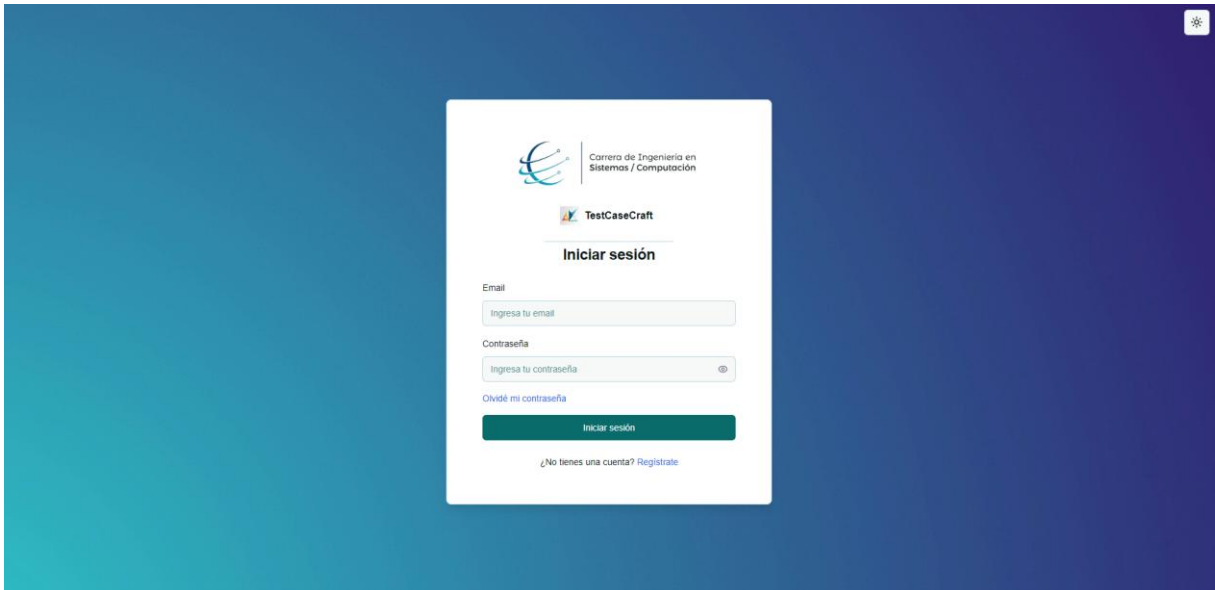 Carrera de Ingeniería en
Sistemas / Computación
TestCaseCraft
Iniciar sesión
Email
Ingresa tu email
Contraseña
Ingresa tu contraseña
Olvidé mi contraseña
Iniciar sesión
¿No tienes una cuenta? Regístrate